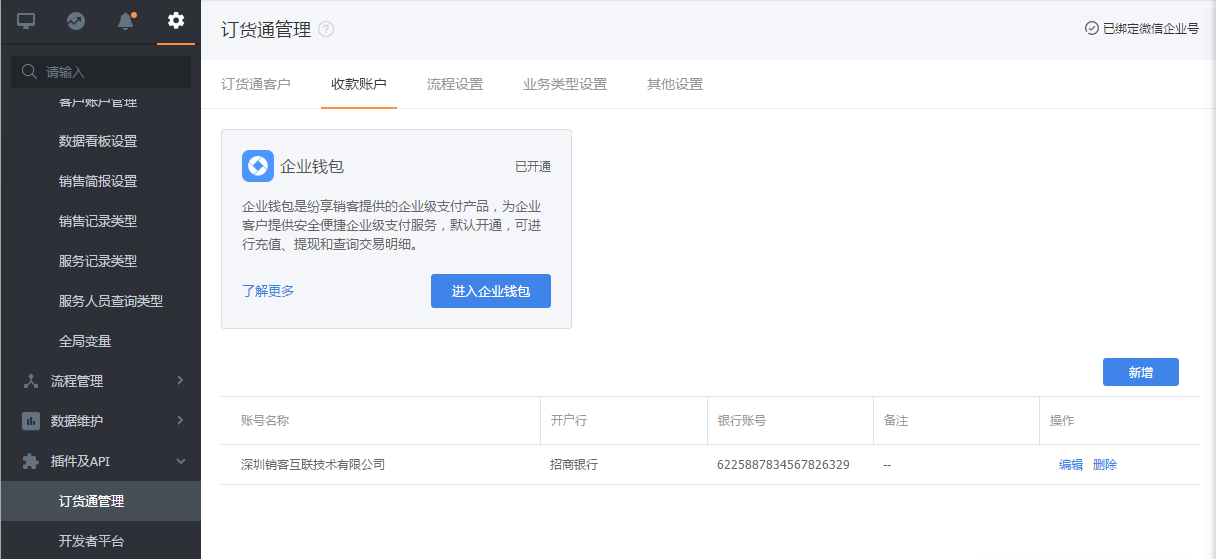 订货通管理
已绑定微信企业号
请输入
客户账户管理
数据看板设置
销售简报设置
销售记录类型
服务记录类型
服务人员查询类型
全局变量
流程管理
数据维护
插件及API
订货通管理
开发者平台
订货通客户 收款账户 流程设置 业务类型设置 其他设置
企业钱包 已开通
企业钱包是纷享销客提供的企业级支付产品，为企业
客户提供安全便捷企业级支付服务，默认开通，可进
行充值、提现和查询交易明细。
了解更多 进入企业钱包
新增
账号名称 开户行 银行账号 备注 操作
深圳销客互联技术有限公司 招商银行 6225887834567826329 -- 编辑 删除